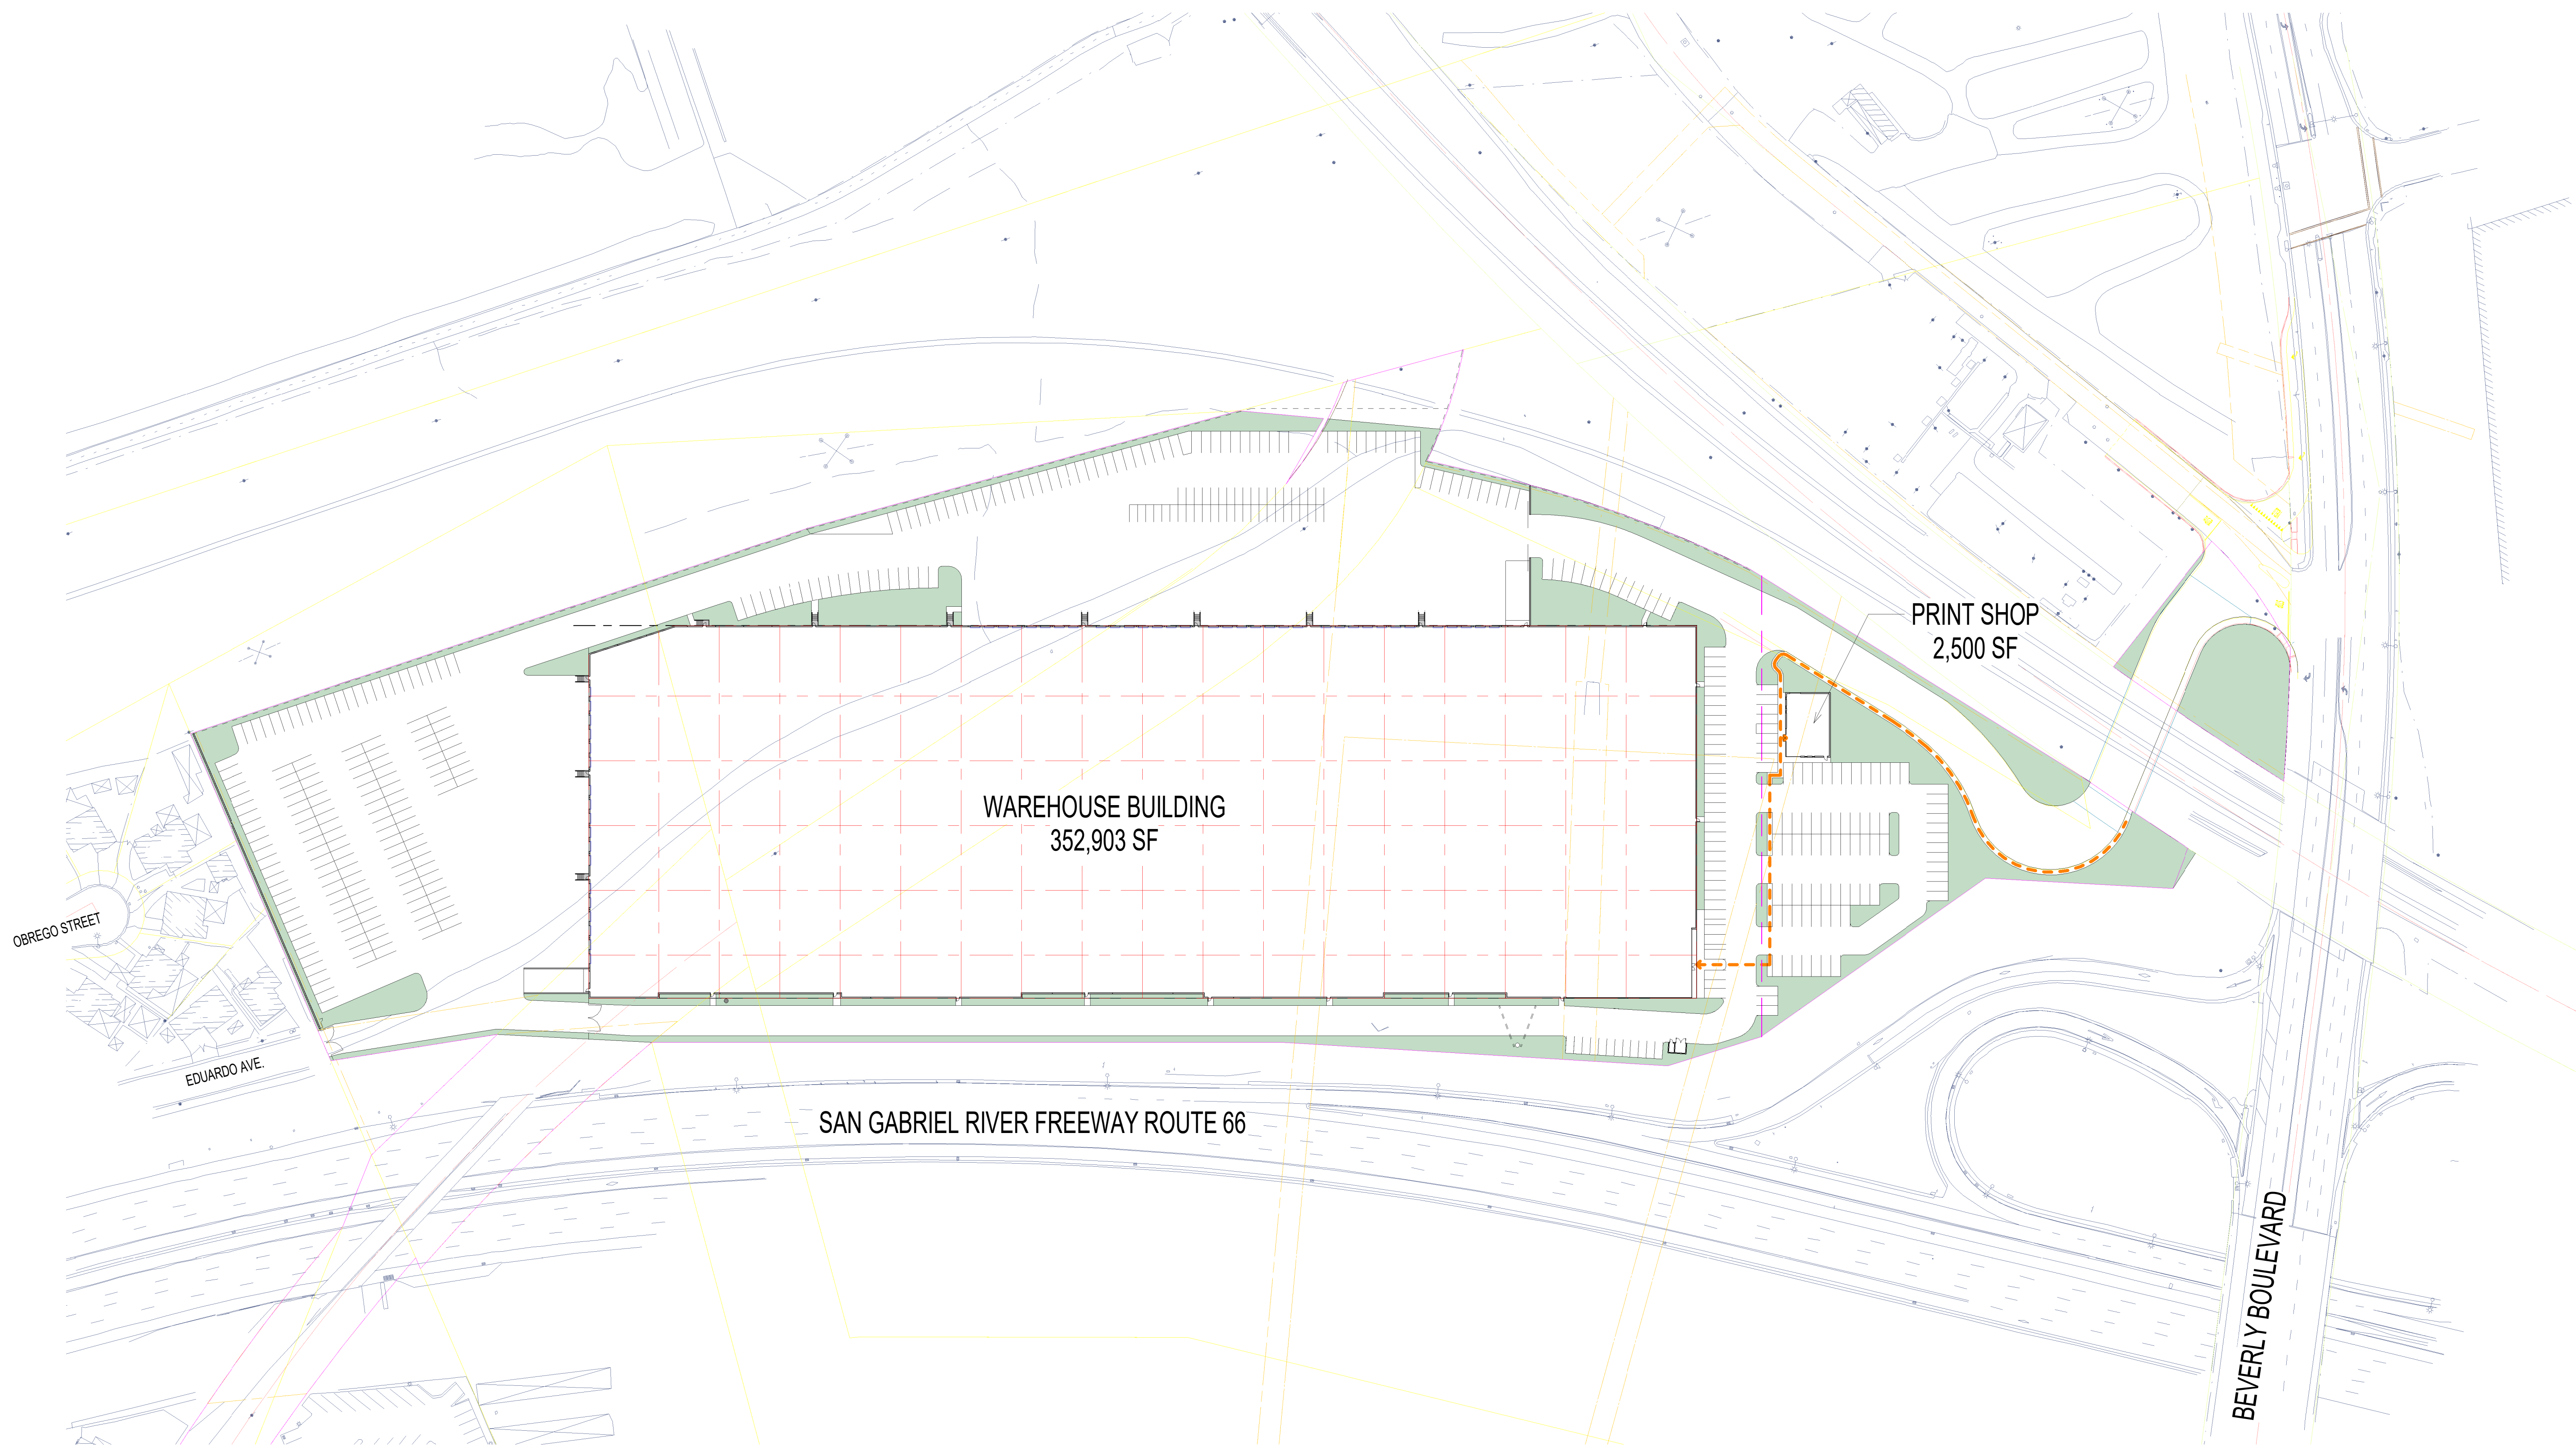 PRINT SHOP
2,500 SF
WAREHOUSE BUILDING
352,903 SF
OBREGO STREET
EDUARDO AVE.
SAN GABRIEL RIVER FREEWAY ROUTE 66
BEVERLY BOULEVARD